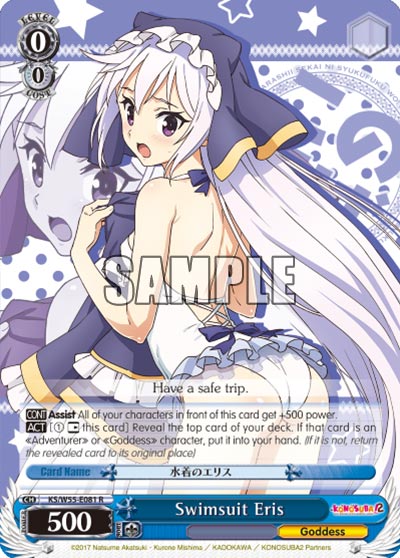 LEVEL
0
0
COST
SAMPLE
Have a safe trip.
CONT Assist All of your characters in front of this card get +500 power.
ACT [① this card] Reveal the top card of your deck. If that card is an
«Adventurer» or «Goddess» character, put it into your hand. (If it is not, return
the revealed card to its original place)
Card Name 水着のエリス
CH KS/W55-E081 R
POWER 500
Swimsuit Eris
KONOSUBA2
Goddess
©2017 Natsume Akatsuki・Kurone Mishima / KADOKAWA / KONOSUBA2 Partners